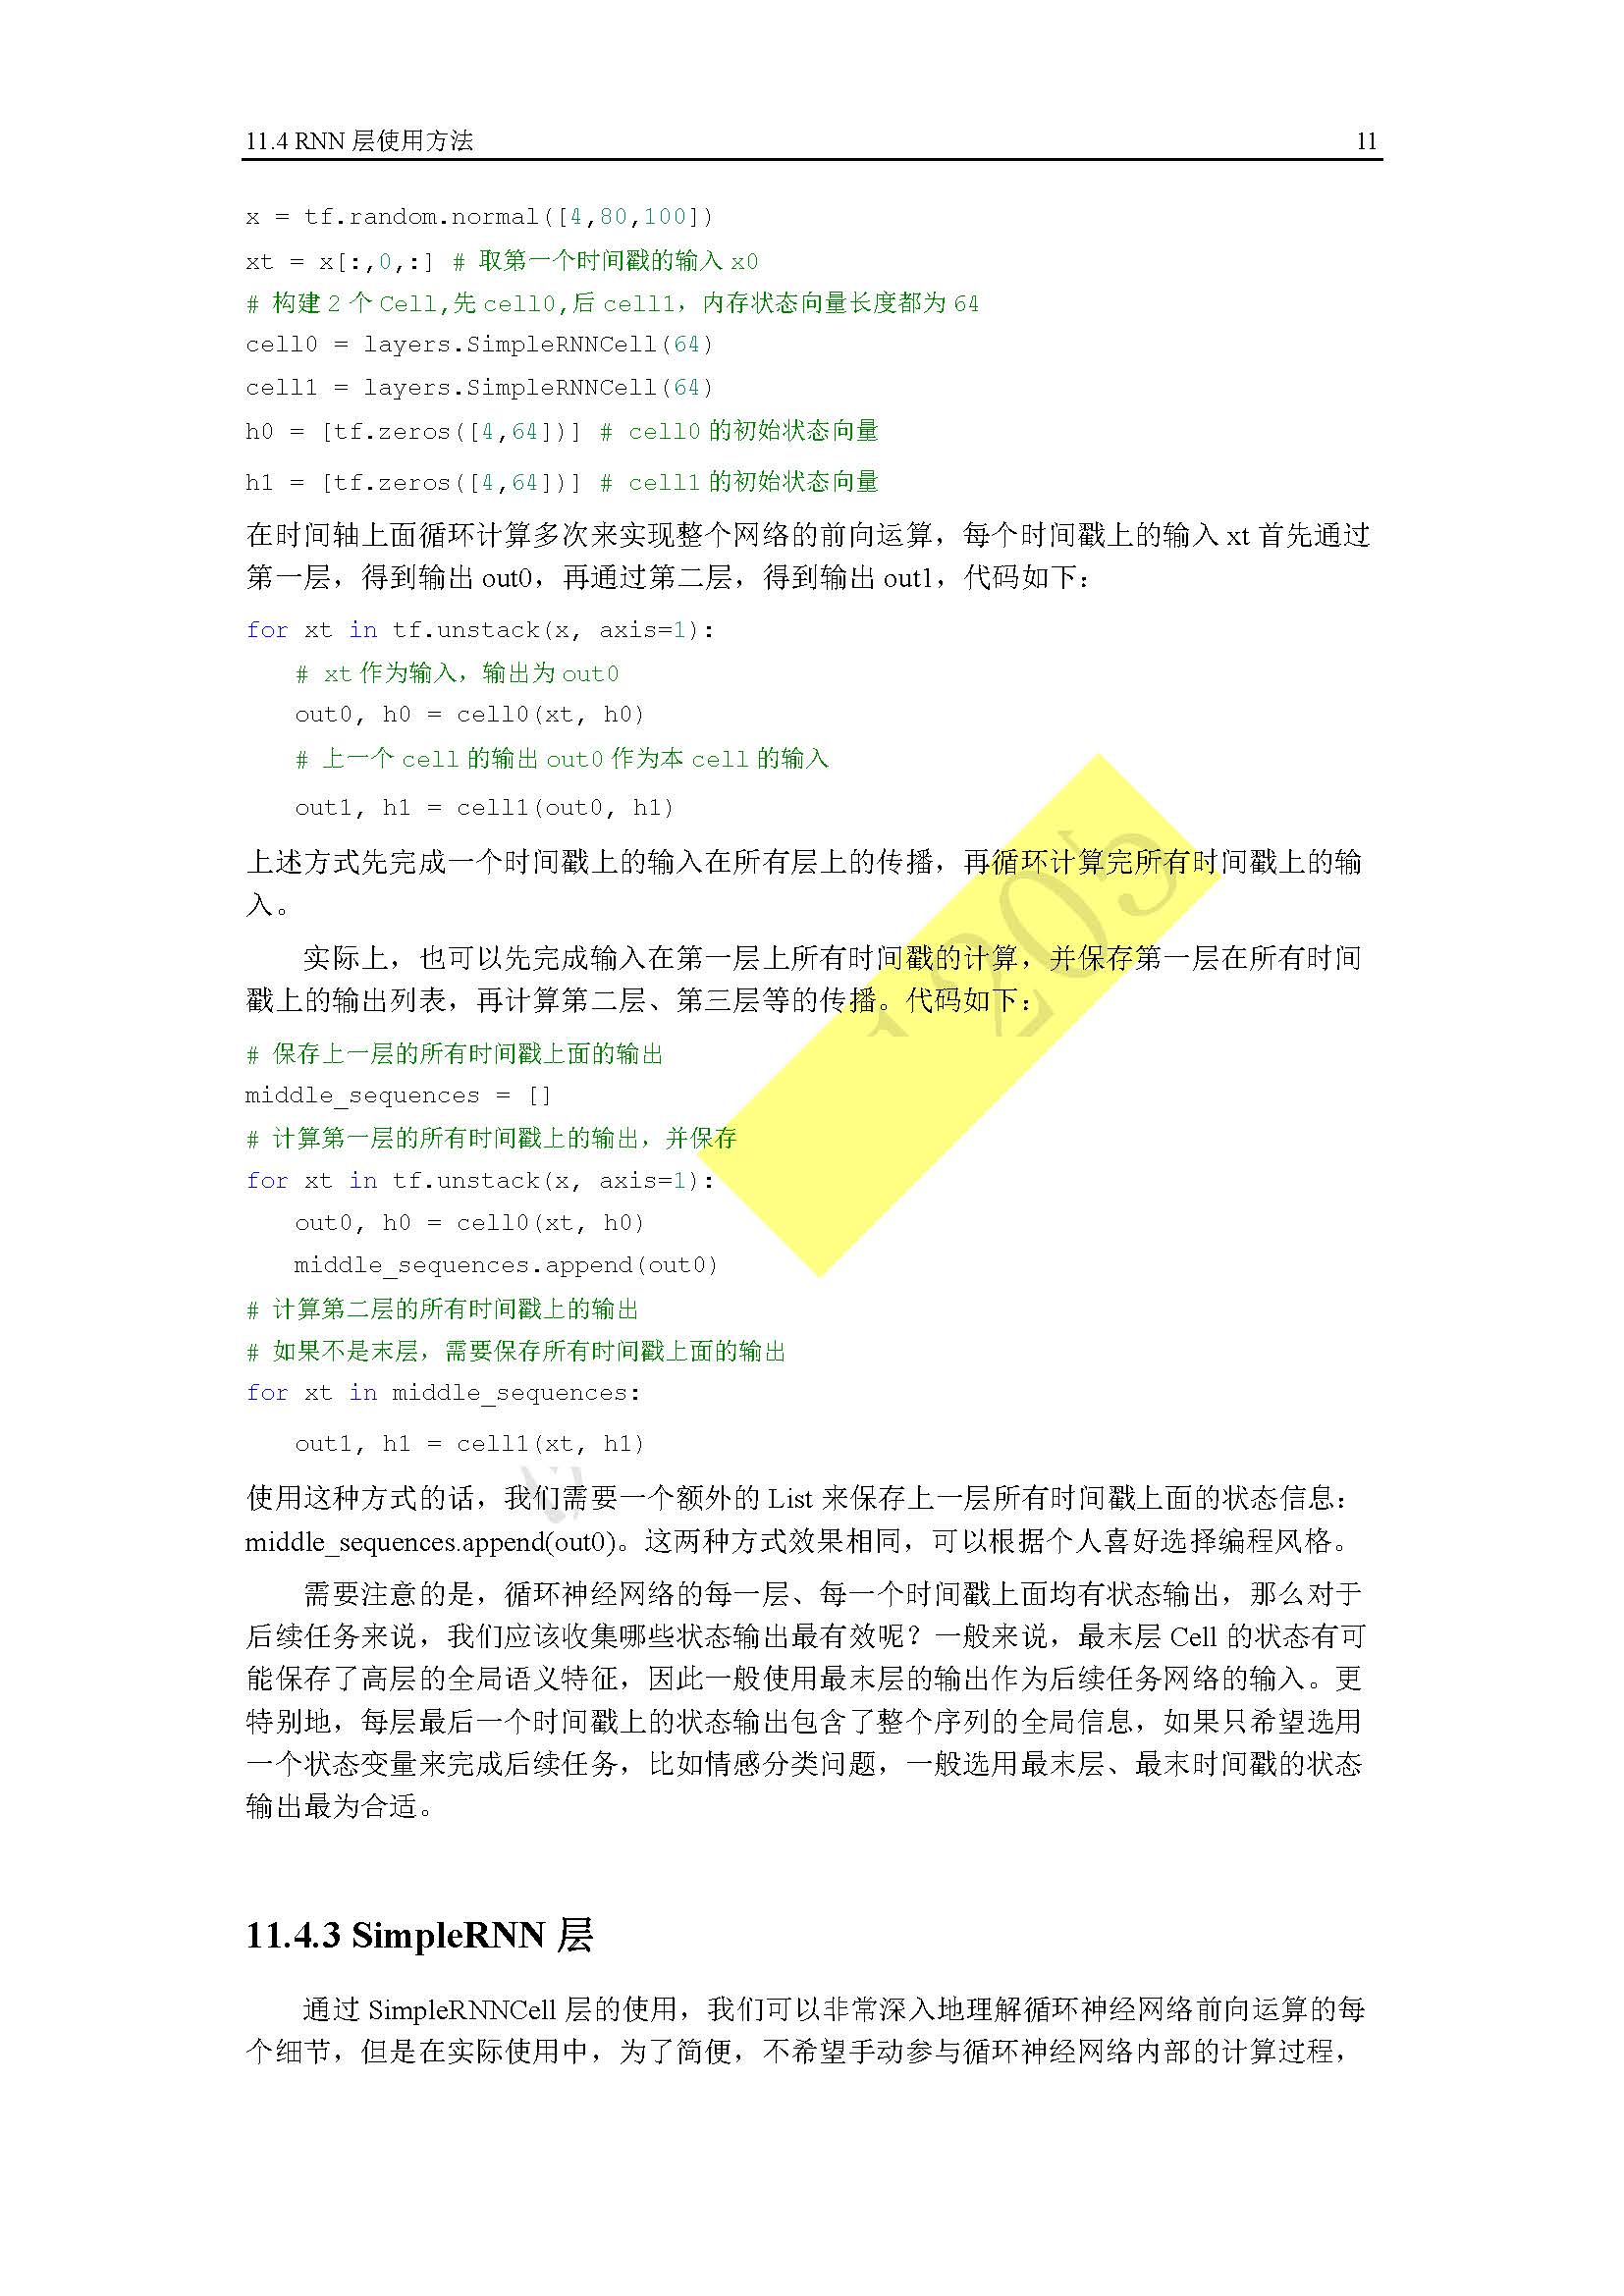 11.4 RNN 层使用方法 11
x = tf.random.normal([4,80,100])
xt = x[:,0,:] # 取第一个时间戳的输入 x0
# 构建 2 个 Cell,先 cell0,后 cell1，内存状态向量长度都为 64
cell0 = layers.SimpleRNNCell(64)
cell1 = layers.SimpleRNNCell(64)
h0 = [tf.zeros([4,64])] # cell0 的初始状态向量
h1 = [tf.zeros([4,64])] # cell1 的初始状态向量
在时间轴上面循环计算多次来实现整个网络的前向运算，每个时间戳上的输入 xt 首先通过
第一层，得到输出 out0，再通过第二层，得到输出 out1，代码如下：
for xt in tf.unstack(x, axis=1):
# xt 作为输入，输出为 out0
out0, h0 = cell0(xt, h0)
# 上一个 cell 的输出 out0 作为本 cell 的输入
out1, h1 = cell1(out0, h1)
上述方式先完成一个时间戳上的输入在所有层上的传播，再循环计算完所有时间戳上的输
入。
实际上，也可以先完成输入在第一层上所有时间戳的计算，并保存第一层在所有时间
戳上的输出列表，再计算第二层、第三层等的传播。代码如下：
# 保存上一层的所有时间戳上面的输出
middle_sequences = []
# 计算第一层的所有时间戳上的输出，并保存
for xt in tf.unstack(x, axis=1):
out0, h0 = cell0(xt, h0)
middle_sequences.append(out0)
# 计算第二层的所有时间戳上的输出
# 如果不是末层，需要保存所有时间戳上面的输出
for xt in middle_sequences:
out1, h1 = cell1(xt, h1)
使用这种方式的话，我们需要一个额外的 List 来保存上一层所有时间戳上面的状态信息：
middle_sequences.append(out0)。这两种方式效果相同，可以根据个人喜好选择编程风格。
需要注意的是，循环神经网络的每一层、每一个时间戳上面均有状态输出，那么对于
后续任务来说，我们应该收集哪些状态输出最有效呢？一般来说，最末层 Cell 的状态有可
能保存了高层的全局语义特征，因此一般使用最末层的输出作为后续任务网络的输入。更
特别地，每层最后一个时间戳上的状态输出包含了整个序列的全局信息，如果只希望选用
一个状态变量来完成后续任务，比如情感分类问题，一般选用最末层、最末时间戳的状态
输出最为合适。
11.4.3 SimpleRNN 层
通过 SimpleRNNCell 层的使用，我们可以非常深入地理解循环神经网络前向运算的每
个细节，但是在实际使用中，为了简便，不希望手动参与循环神经网络内部的计算过程，